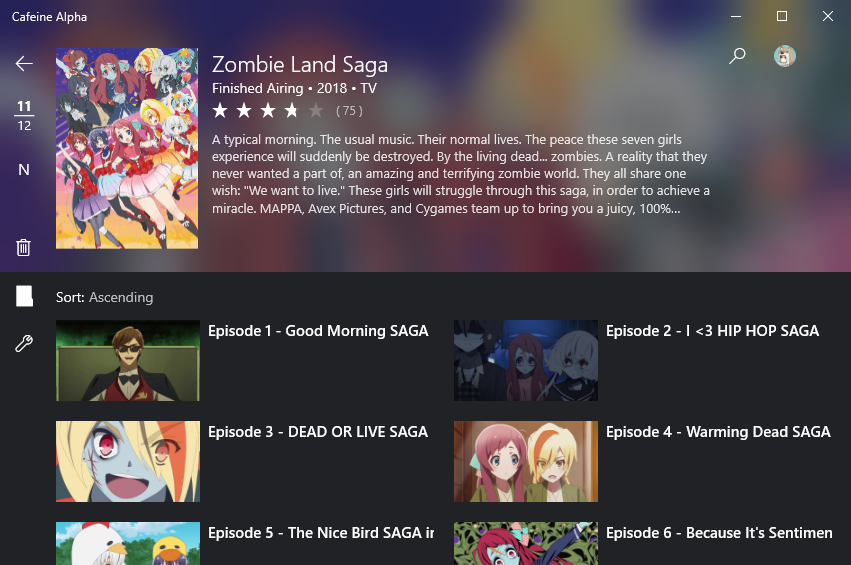 Cafeine Alpha
Zombie Land Saga
Finished Airing • 2018 • TV
( 75 )
11
12
N
A typical morning. The usual music. Their normal lives. The peace these seven girls
experience will suddenly be destroyed. By the living dead... zombies. A reality that they
never wanted a part of, an amazing and terrifying zombie world. They all share one
wish: "We want to live." These girls will struggle through this saga, in order to achieve a
miracle. MAPPA, Avex Pictures, and Cygames team up to bring you a juicy, 100%...
Sort: Ascending
Episode 1 - Good Morning SAGA
Episode 2 - I <3 HIP HOP SAGA
Episode 3 - DEAD OR LIVE SAGA
Episode 4 - Warming Dead SAGA
Episode 5 - The Nice Bird SAGA in
Episode 6 - Because It's Sentimen